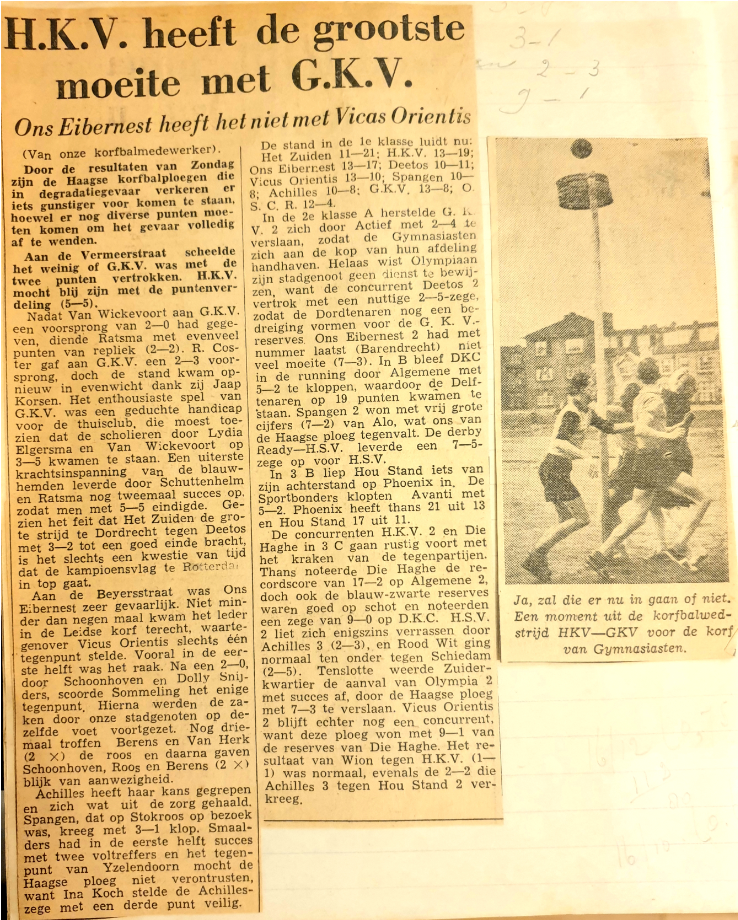 H.K.V. heeft de grootste
moeite met G.K.V.
Ons Eibernest heeft het niet met Vicas Orientis
(Van onze korfbalmedewerker).
Door de resultaten van Zondag
zijn de Haagse korfbalploegen die
in degradatiegevaar verkeren er
iets gunstiger voor komen te staan,
hoewel er nog diverse punten moe-
ten komen om het gevaar volledig
af te wenden.
Aan de Vermeerstraat scheelde
het weinig of G.K.V. was met de
twee punten vertrokken. H.K.V.
mocht blij zijn met de puntenver-
deling (5—5).
Nadat Van Wickevoort aan G.K.V.
een voorsprong van 2—0 had gege-
ven, diende Ratsma met evenveel
punten van repliek (2—2). R. Cos-
ter gaf aan G.K.V. een 2—3 voor-
sprong, doch de stand kwam op-
nieuw in evenwicht dank zij Jaap
Korsen. Het enthousiaste spel van
G.K.V. was een geduchte handicap
voor de thuisclub, die moest toe-
zien dat de scholieren door Lydia
Elgersma en Van Wickevoort op
3—5 kwamen te staan. Een uiterste
krachtsinspanning van de blauw-
hemden leverde door Schuttenhelm
en Ratsma nog tweemaal succes op.
zodat men met 5—5 eindigde. Ge-
zien het feit dat Het Zuiden de gro-
te strijd te Dordrecht tegen Deetos
met 3—2 tot een goed einde bracht,
is het slechts een kwestie van tijd
dat de kampioensvlag te Rotterdam
in top gaat.
Aan de Beyersstraat was Ons
Eibernest zeer gevaarlijk. Niet min-
der dan negen maal kwam het leder
in de Leidse korf terecht, waarte-
genover Vicus Orientis slechts één
tegenpunt stelde. Vooral in de eer-
ste helft was het raak. Na een 2—0,
door Schoonhoven en Dolly Snij-
ders, scoorde Sommeling het enige
tegenpunt. Hierna werden de za-
ken door onze stadgenoten op de-
zelfde voet voortgezet. Nog drie-
maal troffen Berens en Van Herk
(2 ×) de roos en daarna gaven
Schoonhoven, Roos en Berens (2 ×)
blijk van aanwezigheid.
Achilles heeft haar kans gegrepen
en zich wat uit de zorg gehaald.
Spangen, dat op Stokroos op bezoek
was, kreeg met 3—1 klop. Smaal-
ders had in de eerste helft succes
met twee voltreffers en het tegen-
punt van Yzelendoorn mocht de
Haagse ploeg niet verontrusten,
want Ina Koch stelde de Achilles-
zege met een derde punt veilig.
De stand in de 1e klasse luidt nu:
Het Zuiden 11—21; H.K.V. 13—19;
Ons Eibernest 13—17; Deetos 10—11;
Vicus Orientis 13—10; Spangen 10—
8; Achilles 10—8; G.K.V. 13—8; O.
S. C. R. 12—4.
In de 2e klasse A herstelde G. K.
V. 2 zich door Actief met 2—4 te
verslaan, zodat de Gymnasiasten
zich aan de kop van hun afdeling
handhaven. Helaas wist Olympiaan
zijn stadgenoot geen dienst te bewij-
zen, want de concurrent Deetos 2
vertrok met een nuttige 2—5-zege,
zodat de Dordtenaren nog een be-
dreiging vormen voor de G. K. V.-
reserves. Ons Eibernest 2 had met
nummer laatst (Barendrecht) niet
veel moeite (7—3). In B bleef DKC
in de running door Algemene met
5—2 te kloppen, waardoor de Delf-
tenaren op 19 punten kwamen te
staan. Spangen 2 won met vrij grote
cijfers (7—2) van Alo, wat ons van
de Haagse ploeg tegenvalt. De derby
Ready—H.S.V. leverde een 7—5-
zege op voor H.S.V.
In 3 B liep Hou Stand iets van
zijn achterstand op Phoenix in. De
Sportbonders klopten Avanti met
5—2. Phoenix heeft thans 21 uit 13
en Hou Stand 17 uit 11.
De concurrenten H.K.V. 2 en Die
Haghe in 3 C gaan rustig voort met
het kraken van de tegenpartijen.
Thans noteerde Die Haghe de re-
cordscore van 17—2 op Algemene 2,
doch ook de blauw-zwarte reserves
waren goed op schot en noteerden
een zege van 9—0 op D.K.C. H.S.V.
2 liet zich enigszins verrassen door
Achilles 3 (2—3), en Rood Wit ging
normaal ten onder tegen Schiedam
(2—5). Tenslotte weerde Zuider-
kwartier de aanval van Olympia 2
met succes af, door de Haagse ploeg
met 7—3 te verslaan. Vicus Orientis
2 blijft echter nog een concurrent,
want deze ploeg won met 9—1 van
de reserves van Die Haghe. Het re-
sultaat van Wion tegen H.K.V. (1—
1) was normaal, evenals de 2—2 die
Achilles 3 tegen Hou Stand 2 ver-
kreeg.
3-1
2-3
9-1
Ja, zal die er nu in gaan of niet.
Een moment uit de korfbalwed-
strijd HKV—GKV voor de korf
van Gymnasiasten.